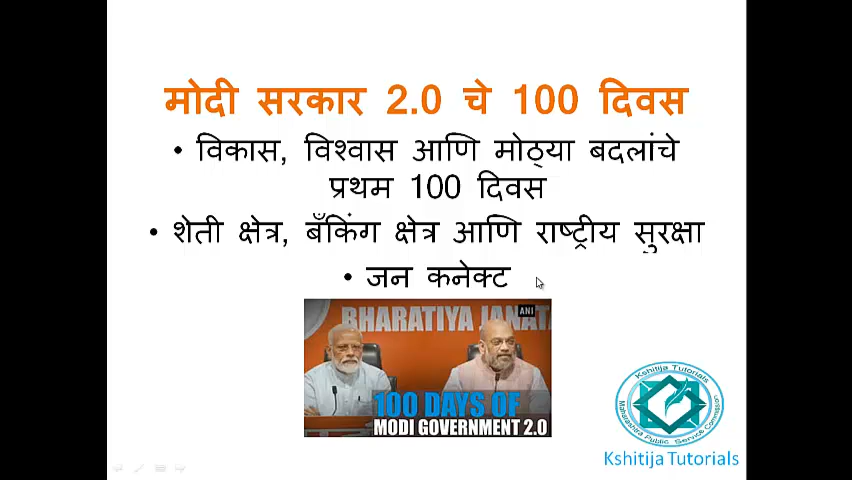 मोदी सरकार 2.0 चे 100 दिवस
• विकास, विश्वास आणि मोठ्या बदलांचे
प्रथम 100 दिवस
• शेती क्षेत्र, बँकिंग क्षेत्र आणि राष्ट्रीय सुरक्षा
• जन कनेक्ट
ANI
BHARATIYA JANATA
100 DAYS OF
MODI GOVERNMENT 2.0
Kshitija Tutorials
Maharashtra Public Service Commission
Kshitija Tutorials